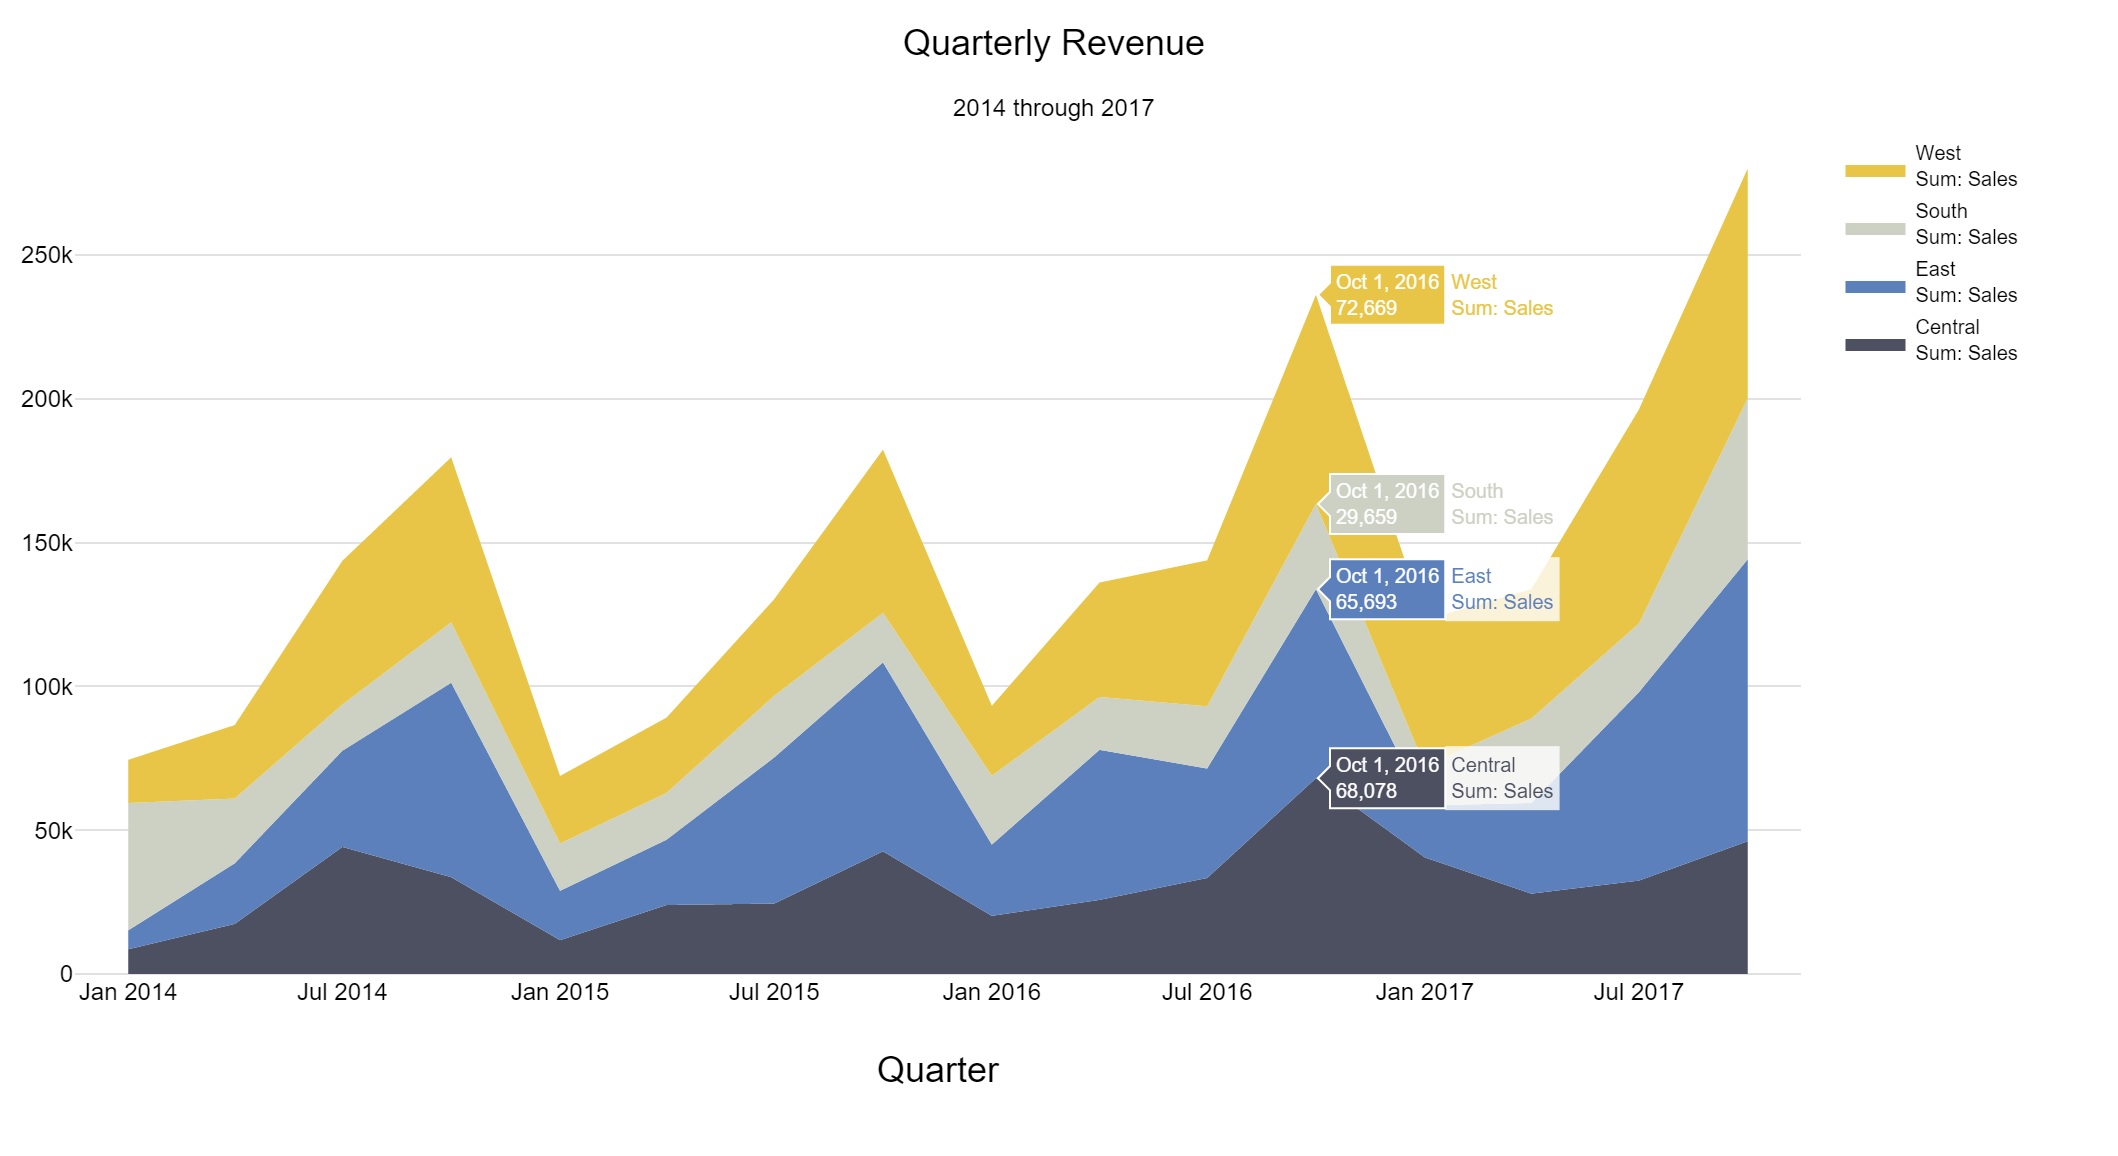 Quarterly Revenue
2014 through 2017
West
Sum: Sales
South
Sum: Sales
East
Sum: Sales
Central
Sum: Sales
250k
200k
150k
100k
50k
0
Oct 1, 2016 West
72,669 Sum: Sales
Oct 1, 2016 South
29,659 Sum: Sales
Oct 1, 2016 East
65,693 Sum: Sales
Oct 1, 2016 Central
68,078 Sum: Sales
Jan 2014 Jul 2014 Jan 2015 Jul 2015 Jan 2016 Jul 2016 Jan 2017 Jul 2017
Quarter